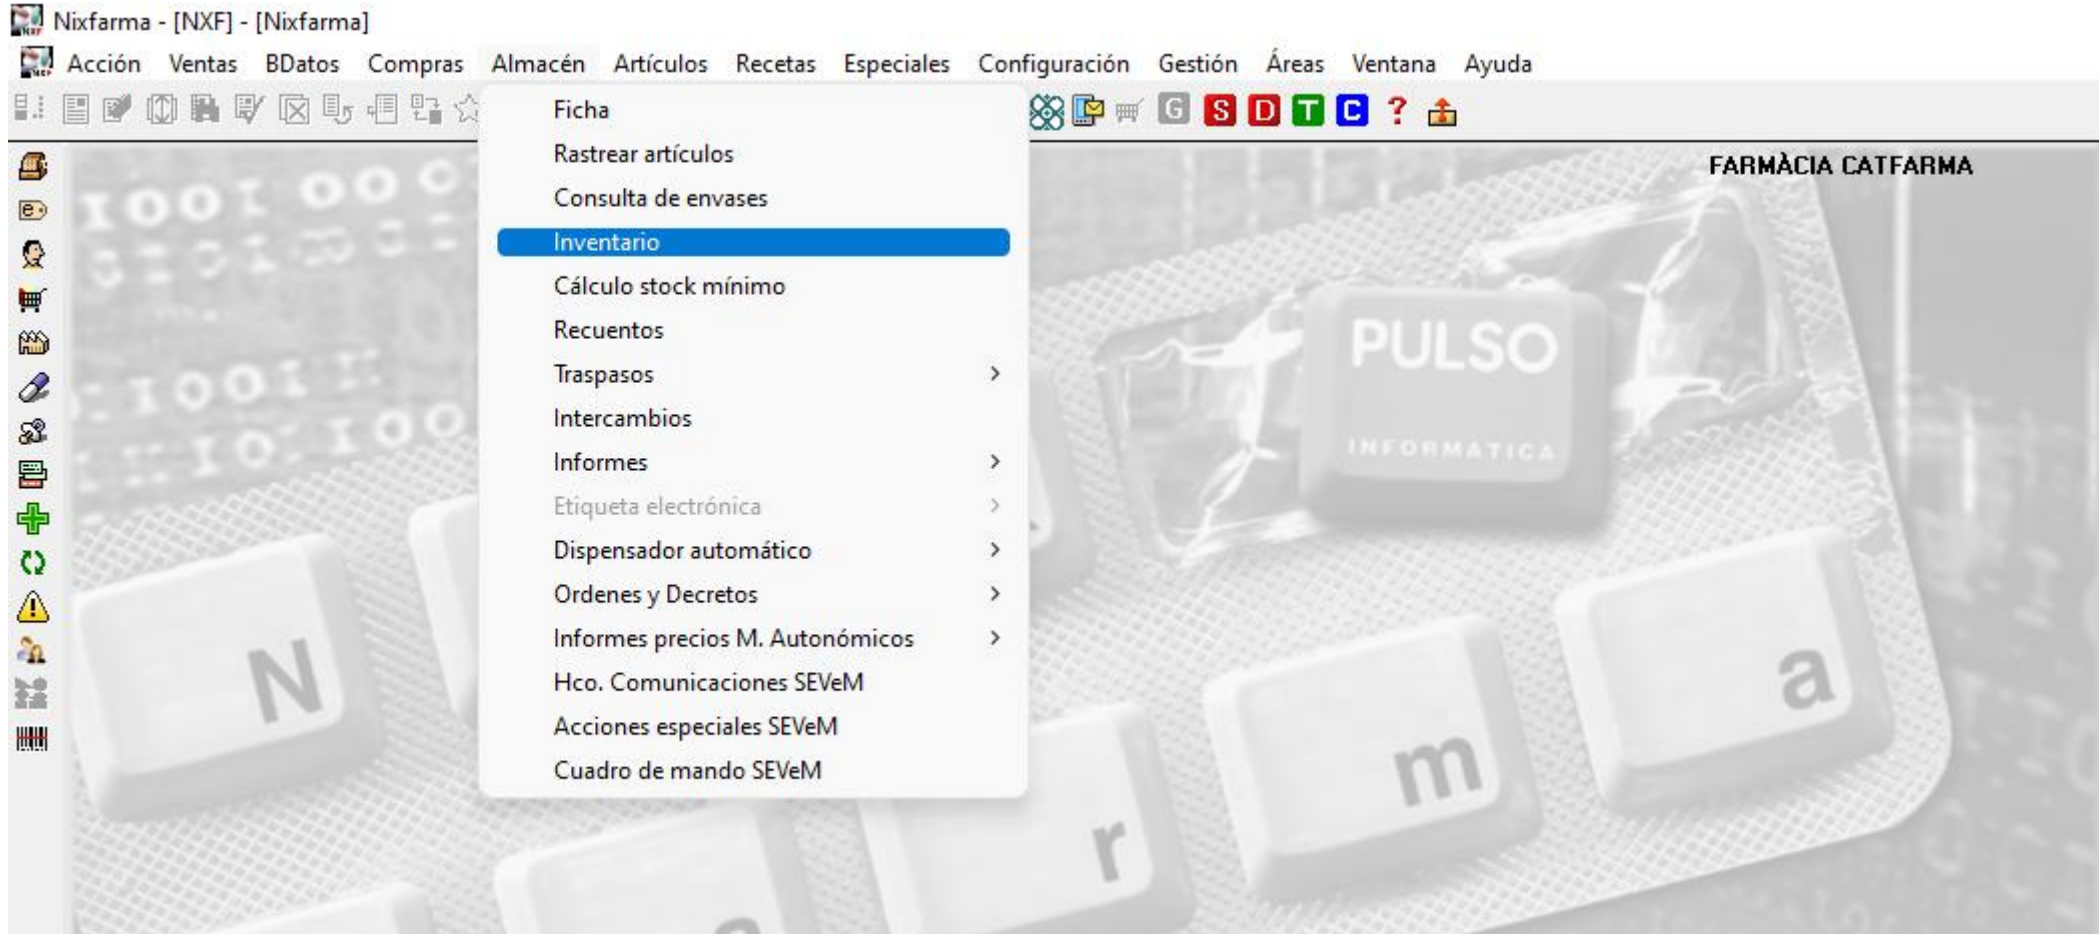 Nixfarma - [NXF] - [Nixfarma]
Acción Ventas BDatos Compras Almacén Artículos Recetas Especiales Configuración Gestión Áreas Ventana Ayuda
G S D T C ?
FARMÀCIA CATFARMA
Ficha
Rastrear artículos
Consulta de envases
Inventario
Cálculo stock mínimo
Recuentos
Traspasos
Intercambios
Informes
Etiqueta electrónica
Dispensador automático
Ordenes y Decretos
Informes precios M. Autonómicos
Hco. Comunicaciones SEVeM
Acciones especiales SEVeM
Cuadro de mando SEVeM
PULSO
INFORMATICA
N
r m a